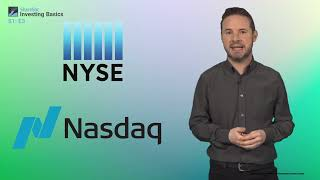 Investing Basics
S1: E3
NYSE
Nasdaq